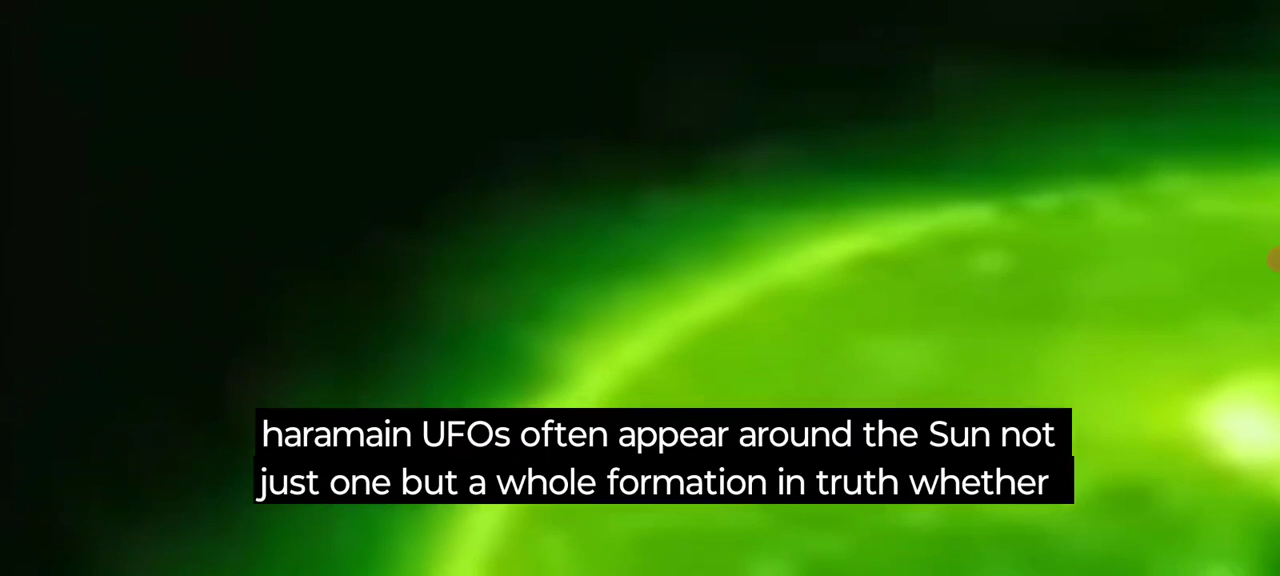 haramain UFOs often appear around the Sun not
just one but a whole formation in truth whether